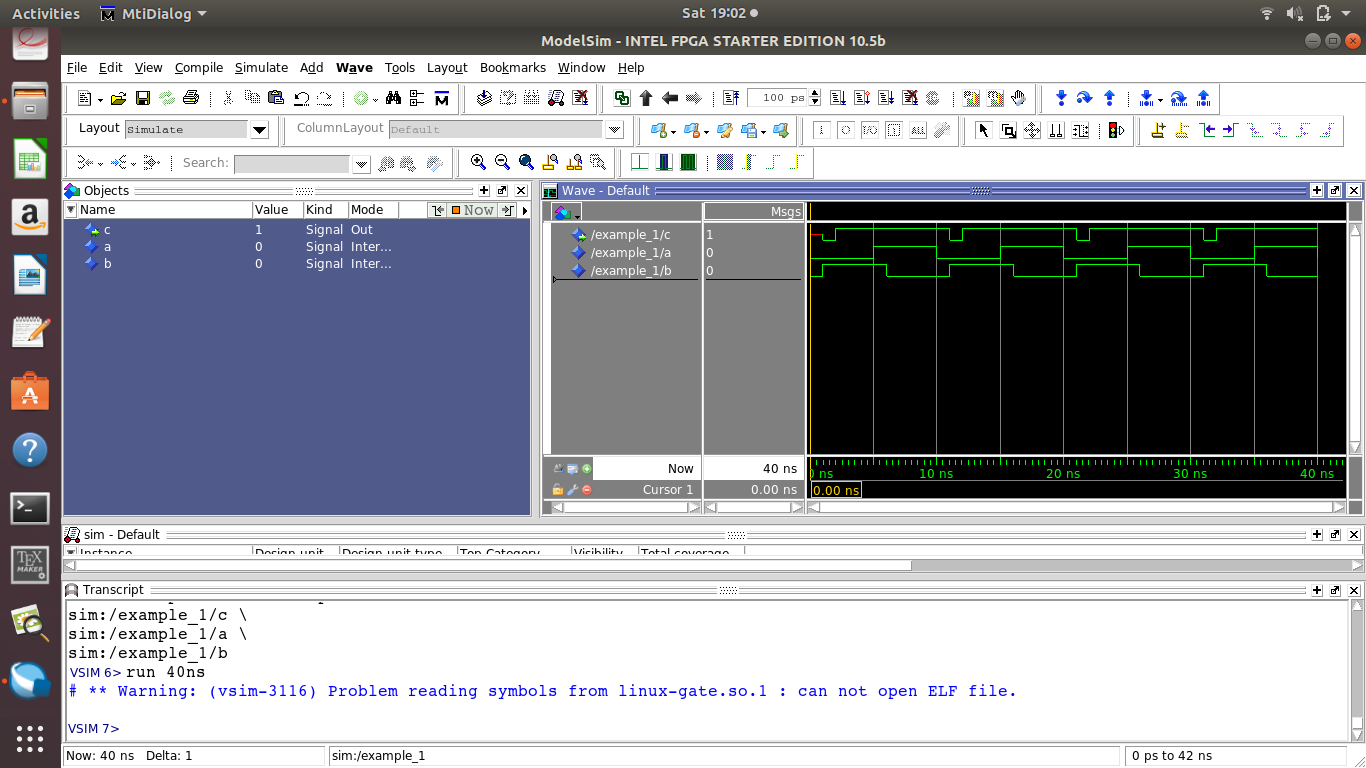 Activities MtiDialog Sat 19:02
ModelSim - INTEL FPGA STARTER EDITION 10.5b
File Edit View Compile Simulate Add Wave Tools Layout Bookmarks Window Help
100 ps
Layout Simulate ColumnLayout Default ALL
Search:
Objects
Name Value Kind Mode Now
c 1 Signal Out
a 0 Signal Inter...
b 0 Signal Inter...
Wave - Default
Msgs
/example_1/c 1
/example_1/a 0
/example_1/b 0
Now 40 ns
0 ns 10 ns 20 ns 30 ns 40 ns
Cursor 1 0.00 ns
0.00 ns
sim - Default
Instance Design unit Design unit type Top Category Visibility Total coverage
Transcript
sim:/example_1/c \
sim:/example_1/a \
sim:/example_1/b
VSIM 6> run 40ns
# ** Warning: (vsim-3116) Problem reading symbols from linux-gate.so.1 : can not open ELF file.
VSIM 7>
Now: 40 ns Delta: 1 sim:/example_1 0 ps to 42 ns